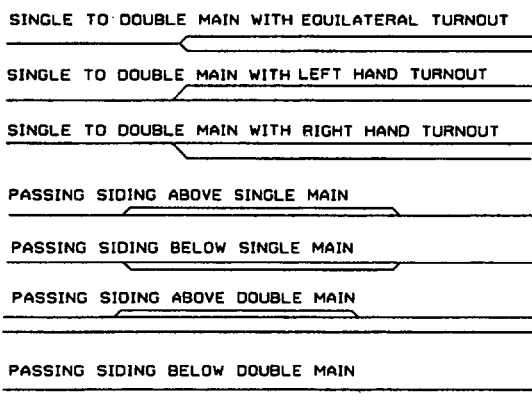 SINGLE TO DOUBLE MAIN WITH EQUILATERAL TURNOUT
SINGLE TO DOUBLE MAIN WITH LEFT HAND TURNOUT
SINGLE TO DOUBLE MAIN WITH RIGHT HAND TURNOUT
PASSING SIDING ABOVE SINGLE MAIN
PASSING SIDING BELOW SINGLE MAIN
PASSING SIDING ABOVE DOUBLE MAIN
PASSING SIDING BELOW DOUBLE MAIN